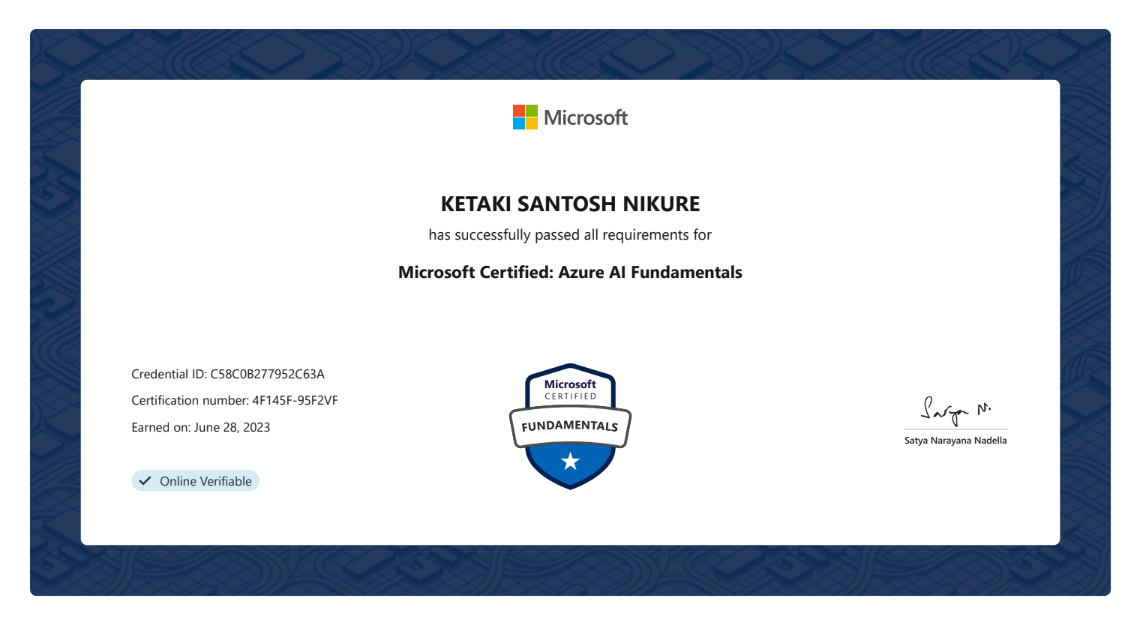 Microsoft
KETAKI SANTOSH NIKURE
has successfully passed all requirements for
Microsoft Certified: Azure AI Fundamentals
Credential ID: C58C0B277952C63A
Certification number: 4F145F-95F2VF
Earned on: June 28, 2023
Online Verifiable
Microsoft
CERTIFIED
FUNDAMENTALS
Satya N.
Satya Narayana Nadella